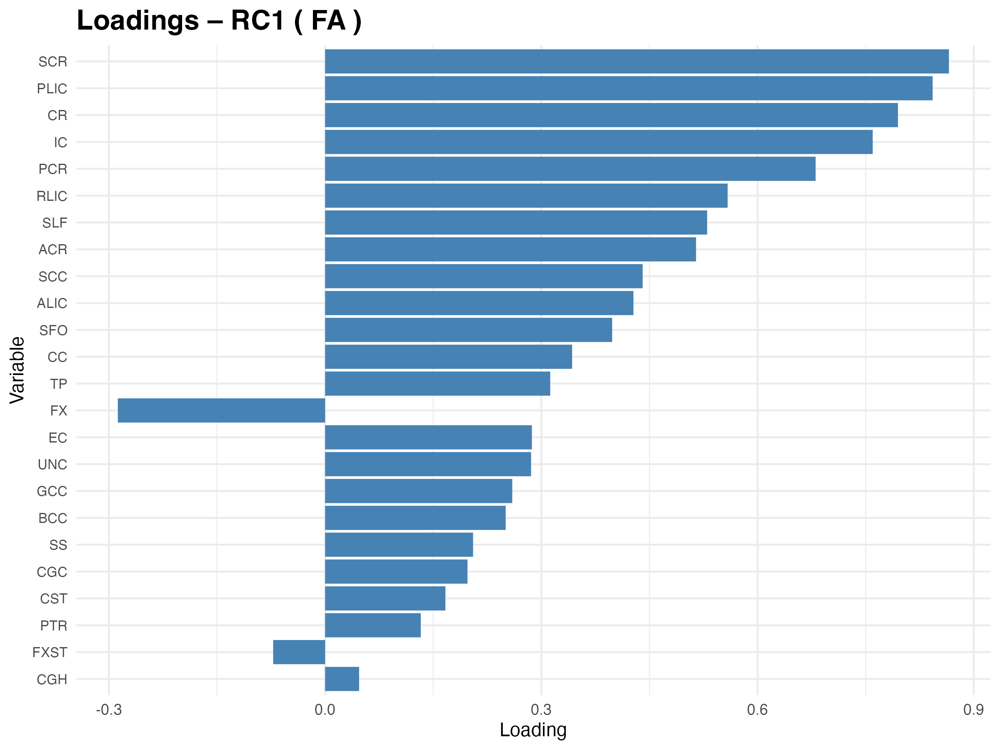 Loadings – RC1 ( FA )
SCR
PLIC
CR
IC
PCR
RLIC
SLF
ACR
SCC
ALIC
SFO
CC
TP
FX
EC
UNC
GCC
BCC
SS
CGC
CST
PTR
FXST
CGH
Variable
-0.3 0.0 0.3 0.6 0.9
Loading